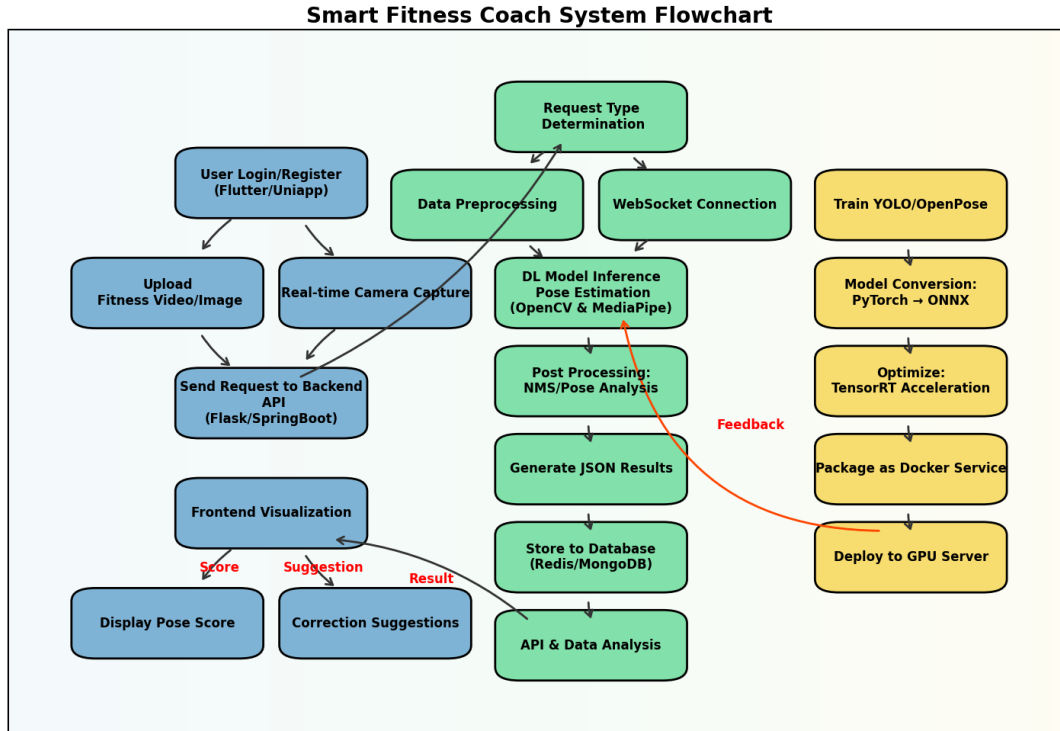 Smart Fitness Coach System Flowchart
User Login/Register
(Flutter/Uniapp)
Upload
Fitness Video/Image
Real-time Camera Capture
Send Request to Backend
API
(Flask/SpringBoot)
Frontend Visualization
Score
Suggestion
Display Pose Score
Correction Suggestions
Request Type
Determination
Data Preprocessing
WebSocket Connection
DL Model Inference
Pose Estimation
(OpenCV & MediaPipe)
Post Processing:
NMS/Pose Analysis
Generate JSON Results
Store to Database
(Redis/MongoDB)
API & Data Analysis
Result
Feedback
Train YOLO/OpenPose
Model Conversion:
PyTorch → ONNX
Optimize:
TensorRT Acceleration
Package as Docker Service
Deploy to GPU Server